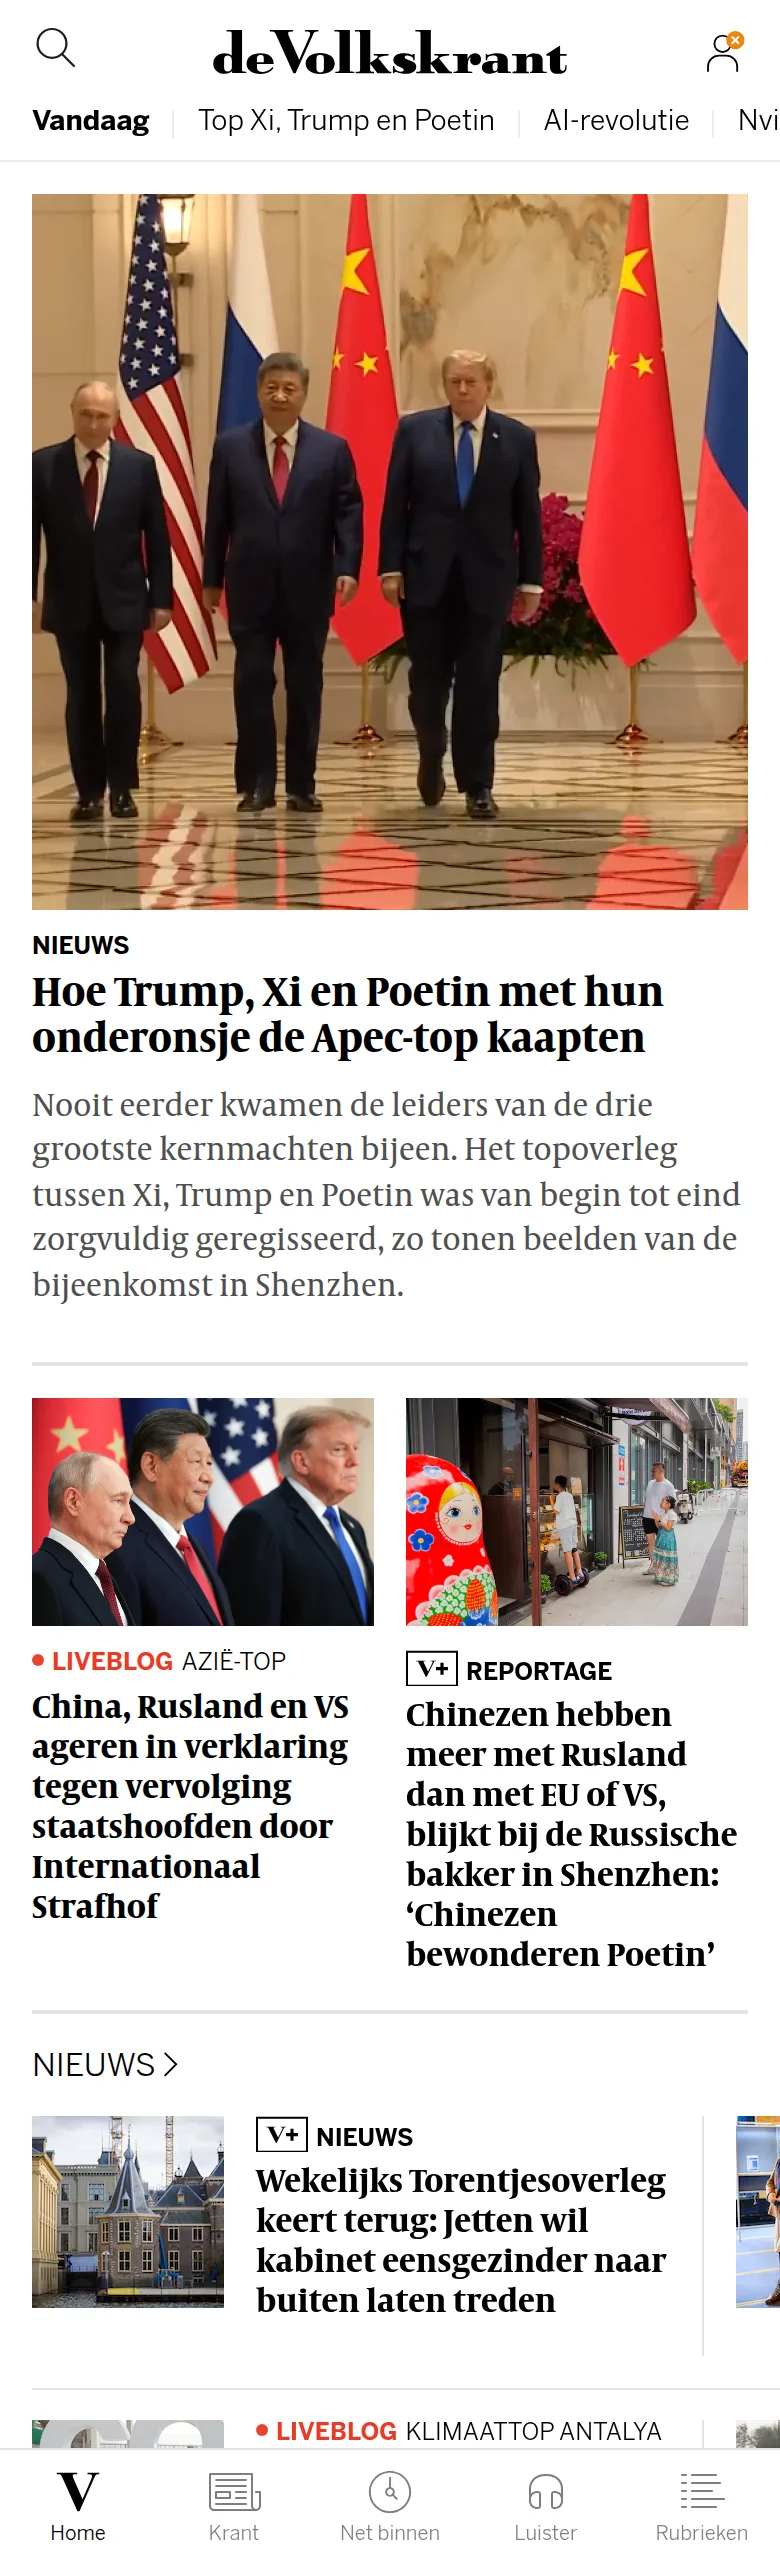 deVolkskrant
Vandaag
Top Xi, Trump en Poetin
AI-revolutie
Nvi
NIEUWS
Hoe Trump, Xi en Poetin met hun
onderonsje de Apec-top kaapten
Nooit eerder kwamen de leiders van de drie
grootste kernmachten bijeen. Het topoverleg
tussen Xi, Trump en Poetin was van begin tot eind
zorgvuldig geregisseerd, zo tonen beelden van de
bijeenkomst in Shenzhen.
LIVEBLOG AZIË-TOP
China, Rusland en VS
ageren in verklaring
tegen vervolging
staatshoofden door
Internationaal
Strafhof
V+ REPORTAGE
Chinezen hebben
meer met Rusland
dan met EU of VS,
blijkt bij de Russische
bakker in Shenzhen:
‘Chinezen
bewonderen Poetin’
NIEUWS
V+ NIEUWS
Wekelijks Torentjesoverleg
keert terug: Jetten wil
kabinet eensgezinder naar
buiten laten treden
LIVEBLOG KLIMAATTOP ANTALYA
V
Home
Krant
Net binnen
Luister
Rubrieken